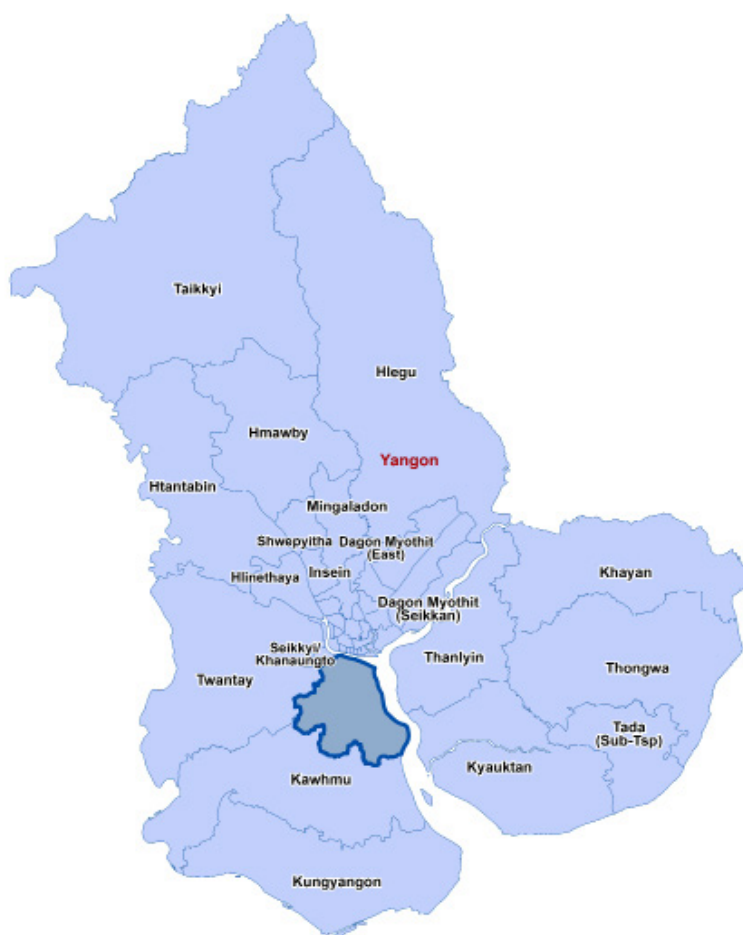 Taikkyi
Hlegu
Hmawby
Yangon
Htantabin
Mingaladon
Shwepyitha
Dagon Myothit
(East)
Hlinethaya
Insein
Khayan
Dagon Myothit
(Seikkan)
Seikkyi/
Khanaungto
Thanlyin
Thongwa
Twantay
Tada
(Sub-Tsp)
Kyauktan
Kawhmu
Kungyangon